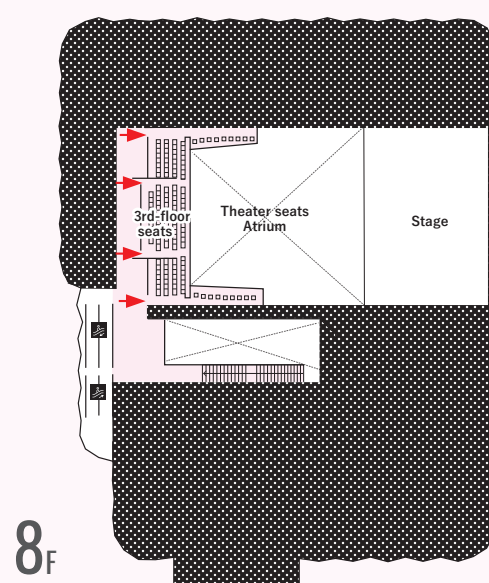 3rd-floor
seats
Theater seats
Atrium
Stage
8F